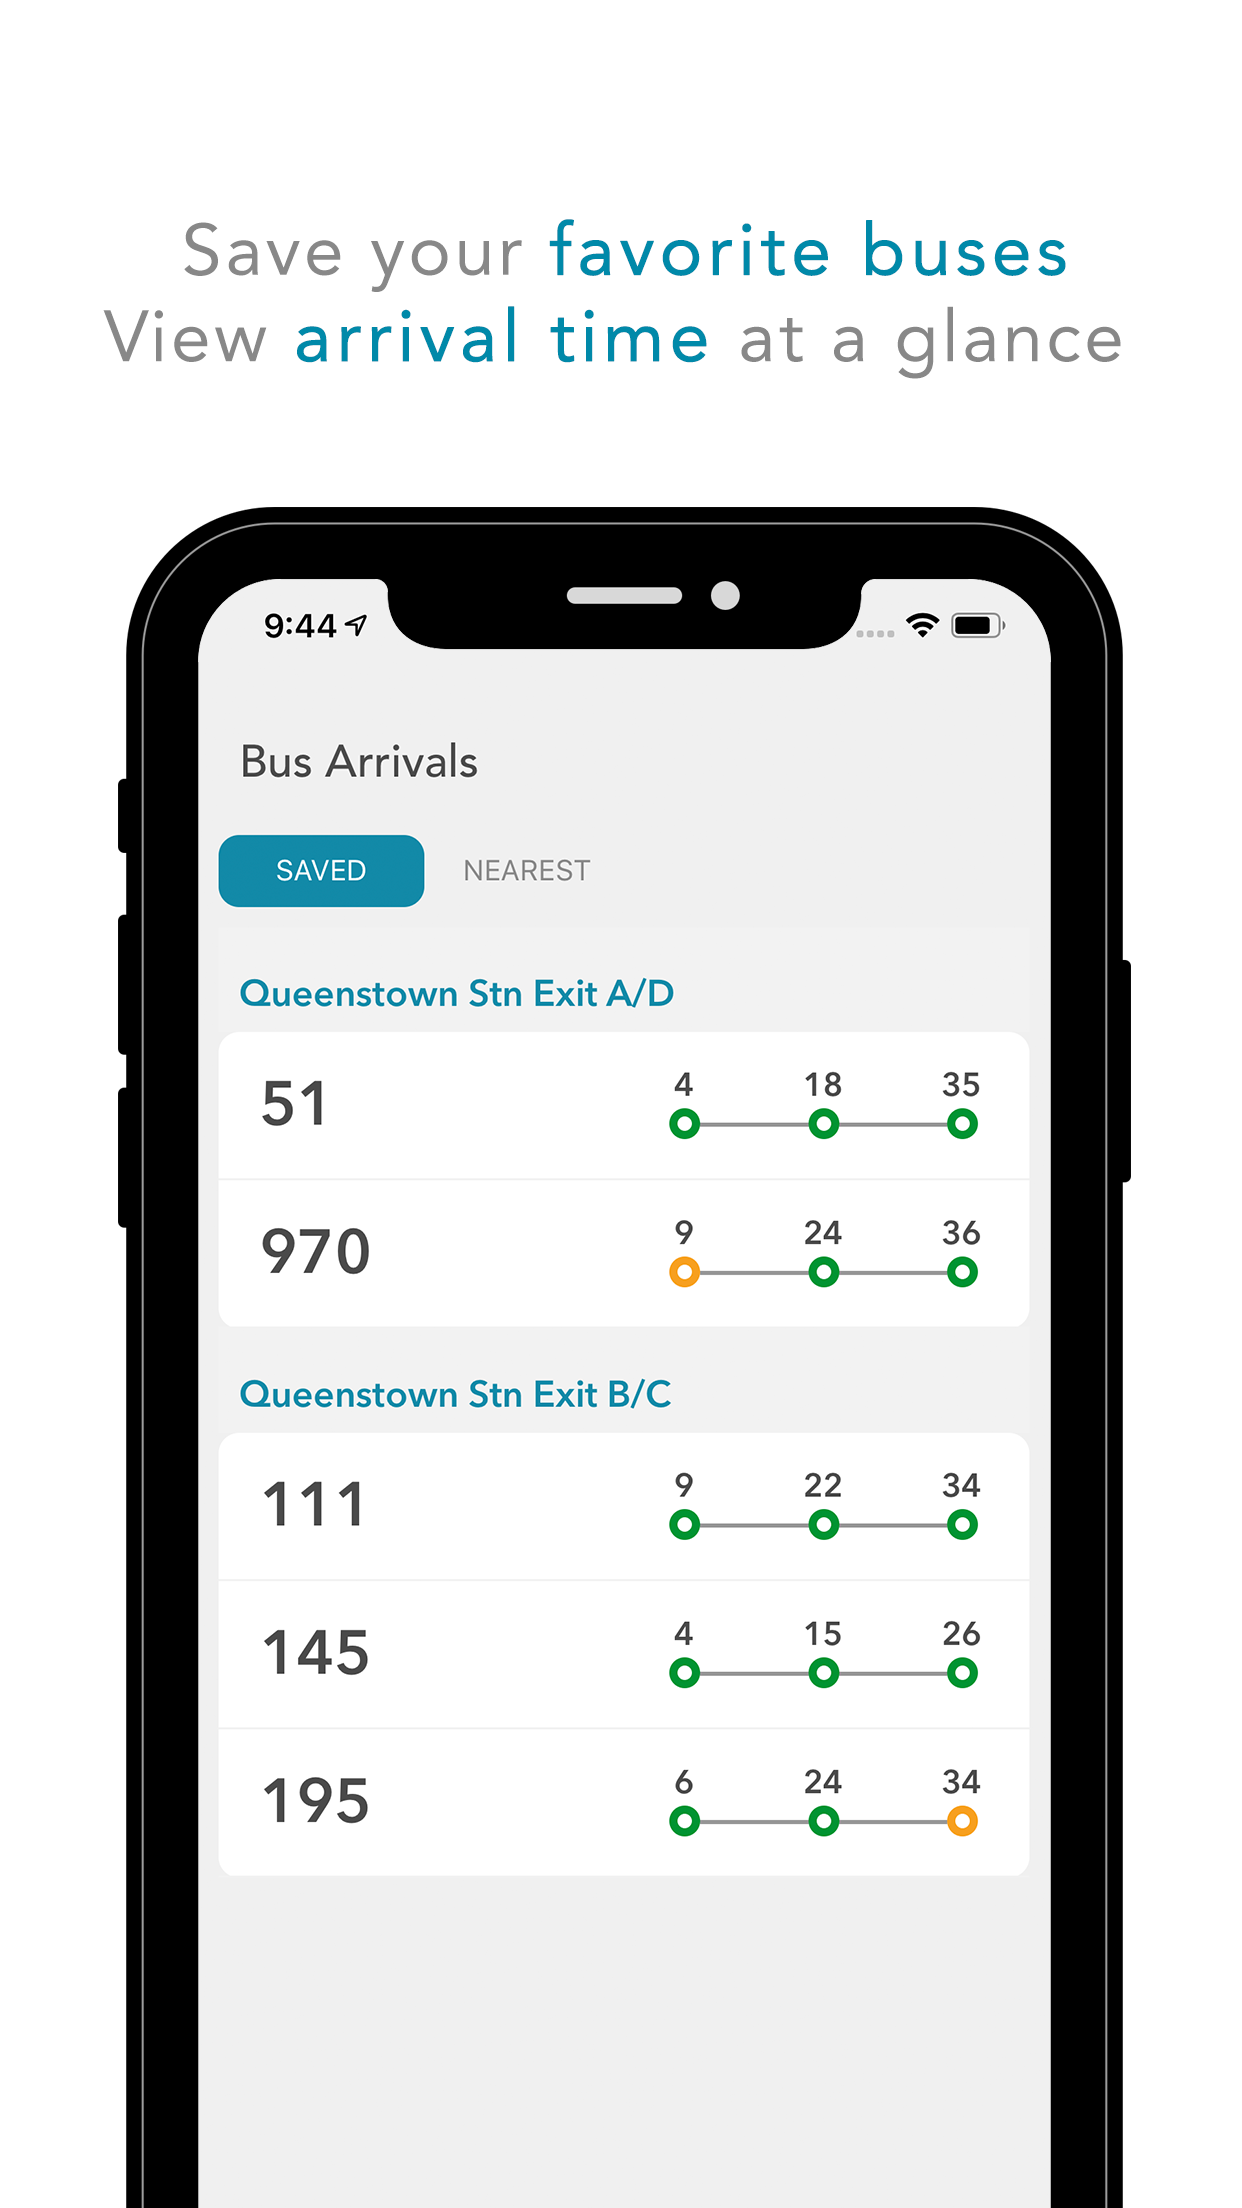 Save your favorite buses
View arrival time at a glance
9:44
Bus Arrivals
SAVED NEAREST
Queenstown Stn Exit A/D
51 4 18 35
970 9 24 36
Queenstown Stn Exit B/C
111 9 22 34
145 4 15 26
195 6 24 34